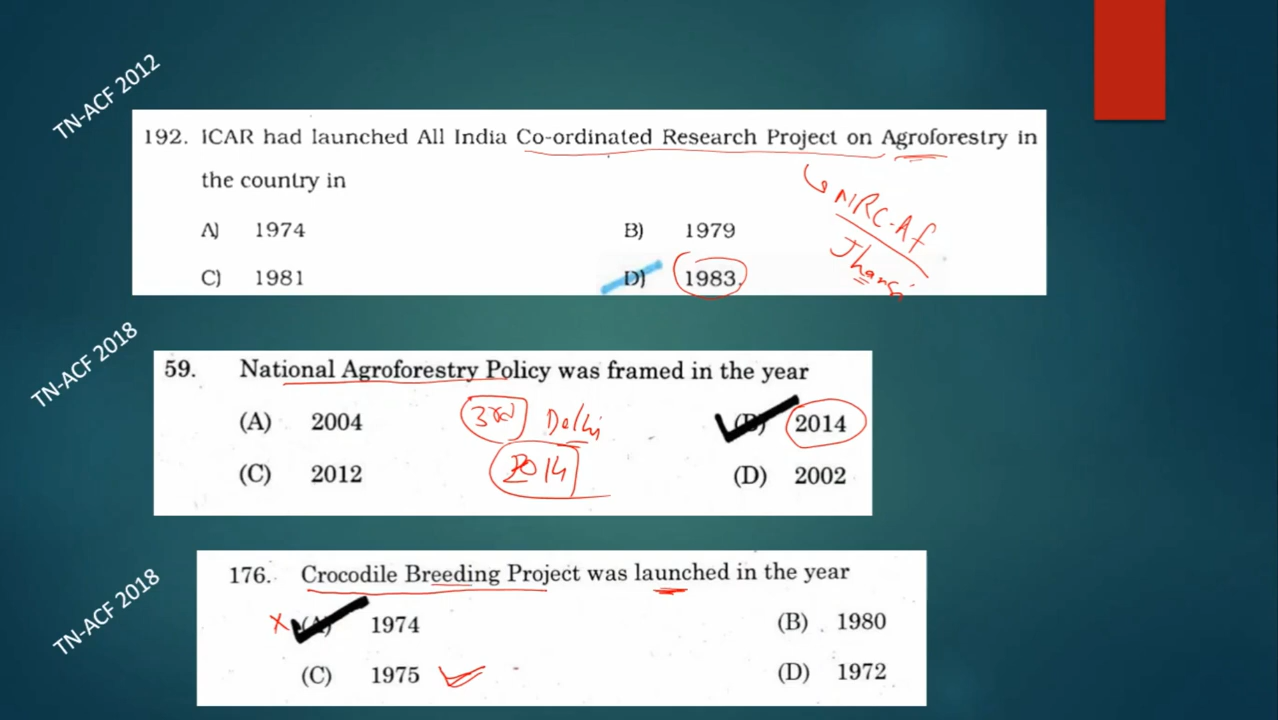 TN-ACF 2012
192. ICAR had launched All India Co-ordinated Research Project on Agroforestry in
the country in
A) 1974
B) 1979
C) 1981
D) 1983
NRC-Af
Jhansi
TN-ACF 2018
59. National Agroforestry Policy was framed in the year
(A) 2004
3rd Delhi
(B) 2014
2014
(C) 2012
(D) 2002
TN-ACF 2018
176. Crocodile Breeding Project was launched in the year
X (A) 1974
(B) 1980
(C) 1975
(D) 1972